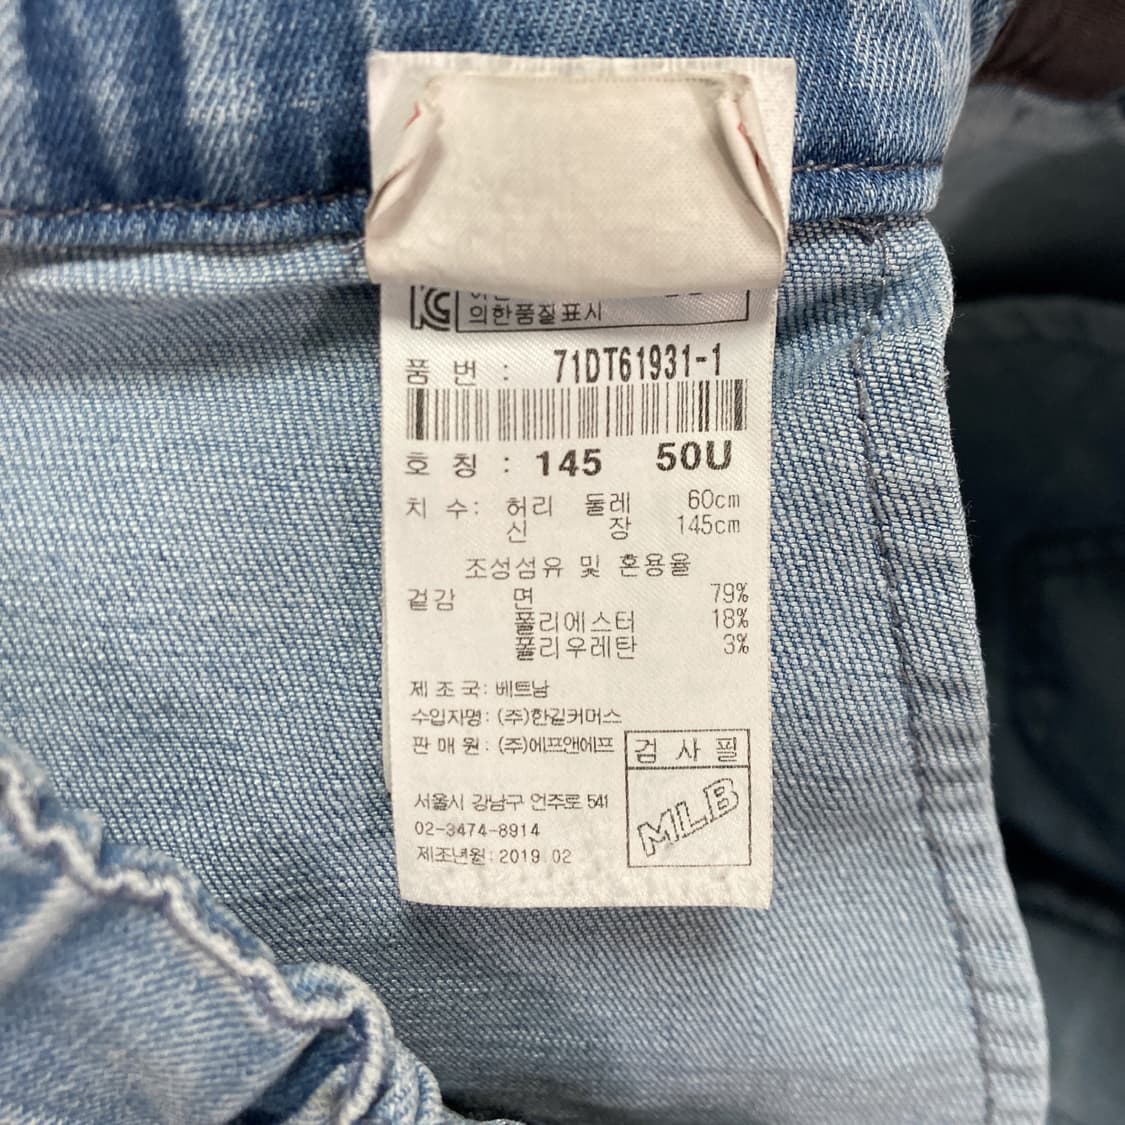 KC
의한품질표시
품 번 : 71DT61931-1
호 칭 : 145 50U
치 수: 허리 둘레 60cm
신 장 145cm
조성섬유 및 혼용율
겉감 면 79%
폴리에스터 18%
폴리우레탄 3%
제 조 국: 베트남
수입자명: (주)한길커머스
판 매 원: (주)에프앤에프
검 사 필
MLB
서울시 강남구 언주로 541
02-3474-8914
제조년월: 2019.02